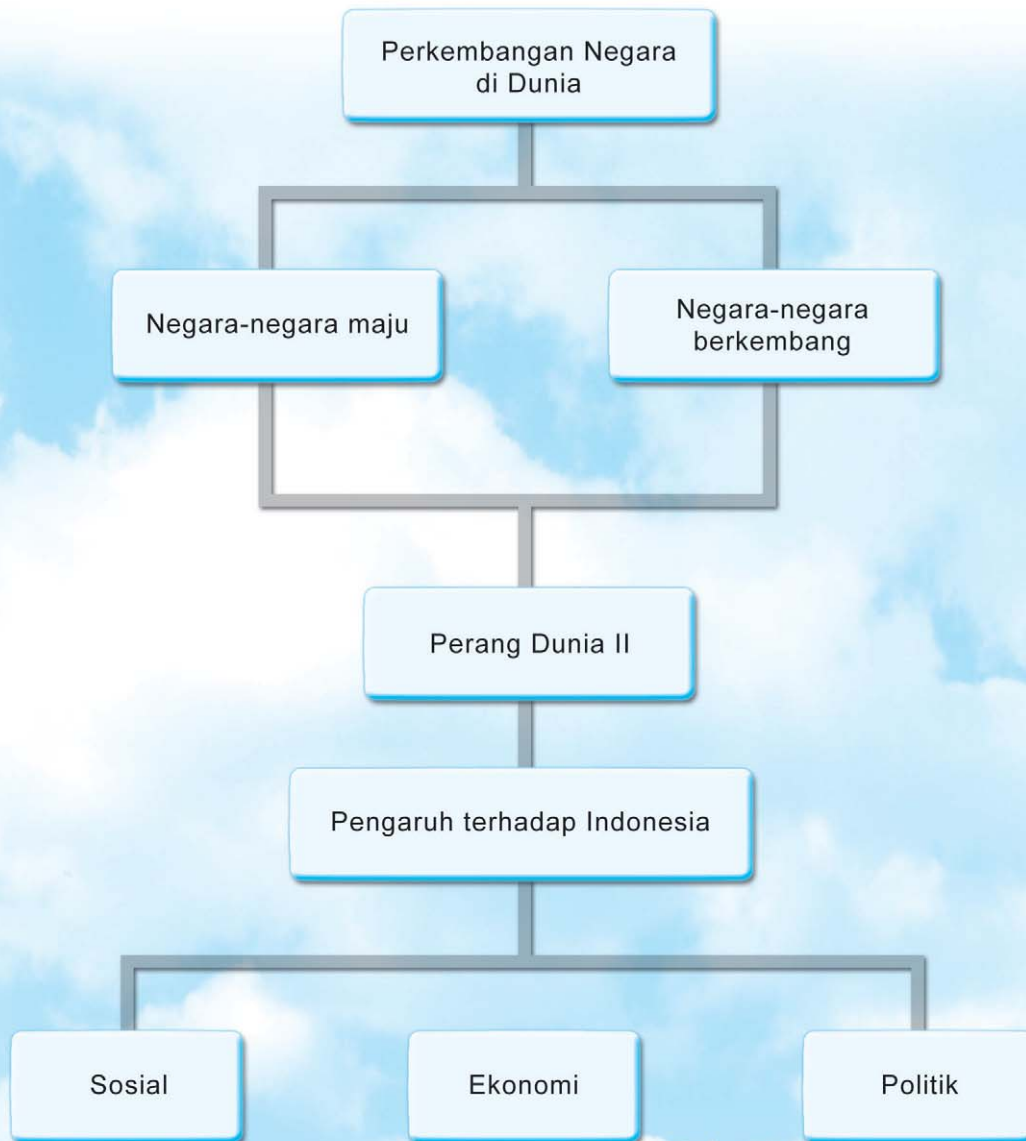 Perkembangan Negara
di Dunia
Negara-negara maju
Negara-negara
berkembang
Perang Dunia II
Pengaruh terhadap Indonesia
Sosial
Ekonomi
Politik